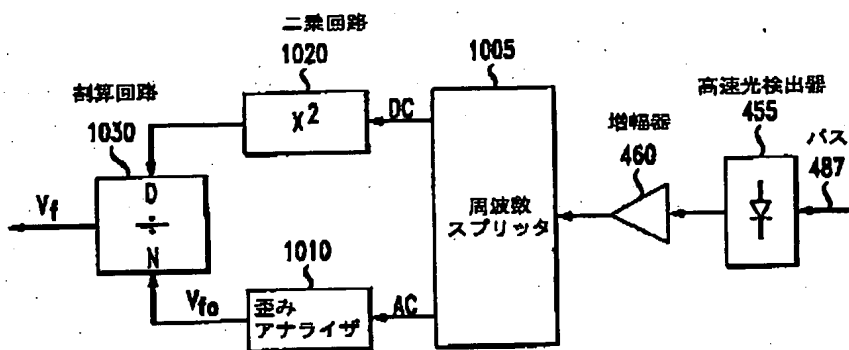 二乗回路
1020
1005
高速光検出器
455
割算回路
1030
X²
DC
増幅器
460
パス
487
Vf
D
÷
N
周波数
スプリッタ
1010
Vfo
歪み
アナライザ
AC